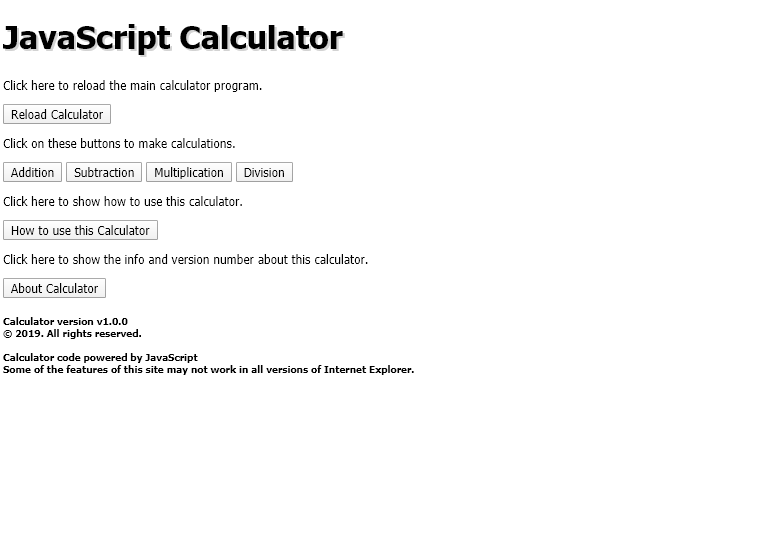 JavaScript Calculator
Click here to reload the main calculator program.
Reload Calculator
Click on these buttons to make calculations.
Addition Subtraction Multiplication Division
Click here to show how to use this calculator.
How to use this Calculator
Click here to show the info and version number about this calculator.
About Calculator
Calculator version v1.0.0
© 2019. All rights reserved.
Calculator code powered by JavaScript
Some of the features of this site may not work in all versions of Internet Explorer.